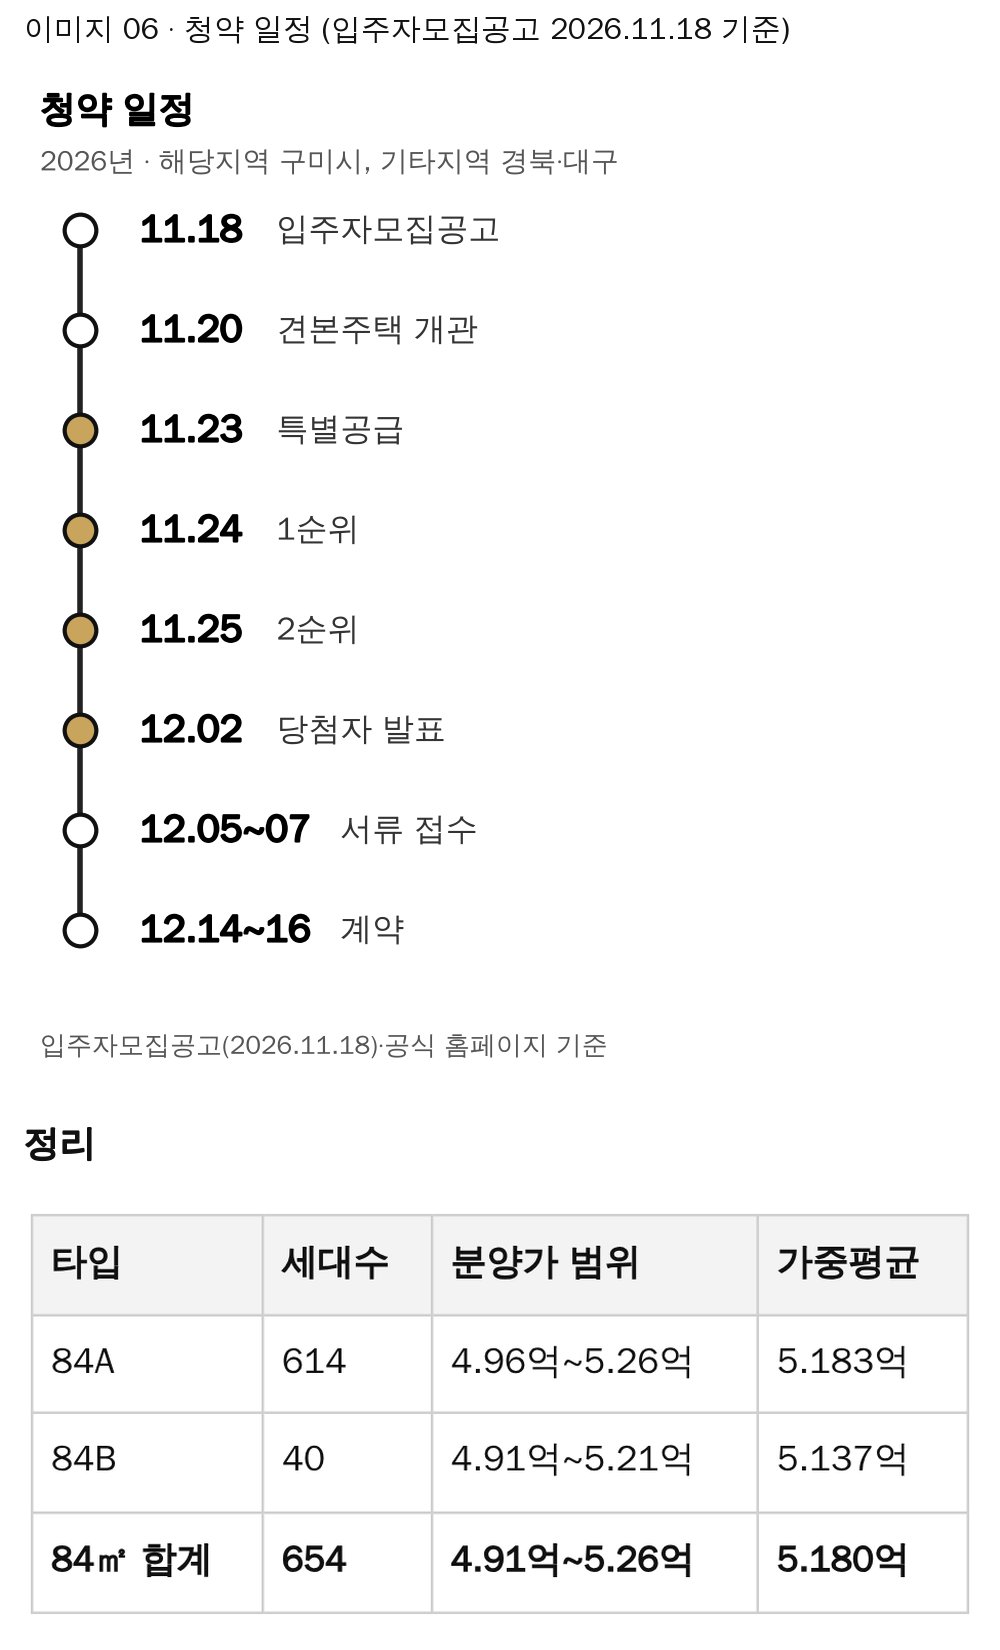 이미지 06 · 청약 일정 (입주자모집공고 2026.11.18 기준)
청약 일정
2026년 · 해당지역 구미시, 기타지역 경북·대구
11.18 입주자모집공고
11.20 견본주택 개관
11.23 특별공급
11.24 1순위
11.25 2순위
12.02 당첨자 발표
12.05~07 서류 접수
12.14~16 계약
입주자모집공고(2026.11.18)·공식 홈페이지 기준
정리
타입 세대수 분양가 범위 가중평균
84A 614 4.96억~5.26억 5.183억
84B 40 4.91억~5.21억 5.137억
84㎡ 합계 654 4.91억~5.26억 5.180억